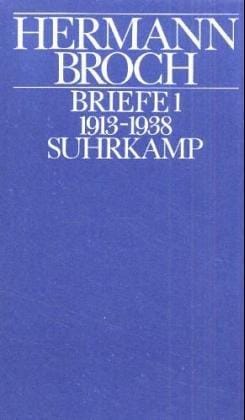 HERMANN
BROCH
BRIEFE 1
1913-1938
SUHRKAMP